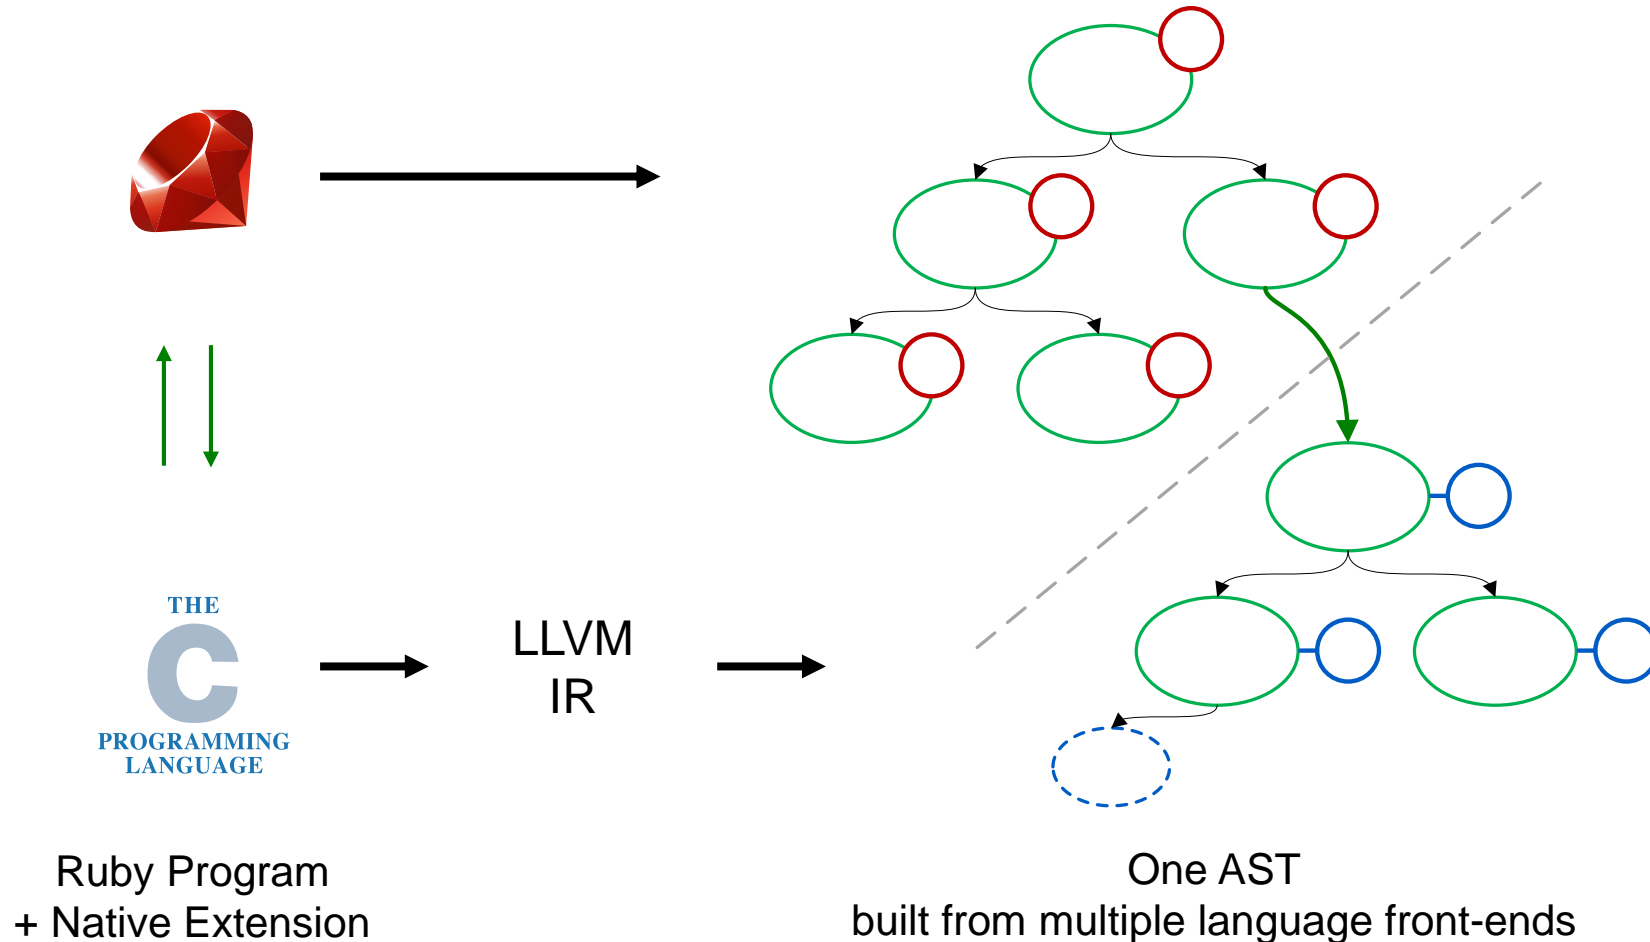 THE
C
PROGRAMMING
LANGUAGE
LLVM
IR
Ruby Program
+ Native Extension
One AST
built from multiple language front-ends